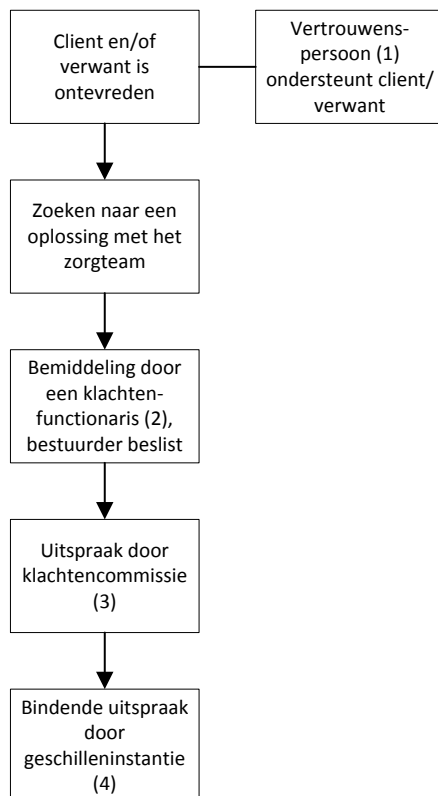 Client en/of
verwant is
ontevreden
Vertrouwens-
persoon (1)
ondersteunt client/
verwant
Zoeken naar een
oplossing met het
zorgteam
Bemiddeling door
een klachten-
functionaris (2),
bestuurder beslist
Uitspraak door
klachtencommissie
(3)
Bindende uitspraak
door
geschilleninstantie
(4)